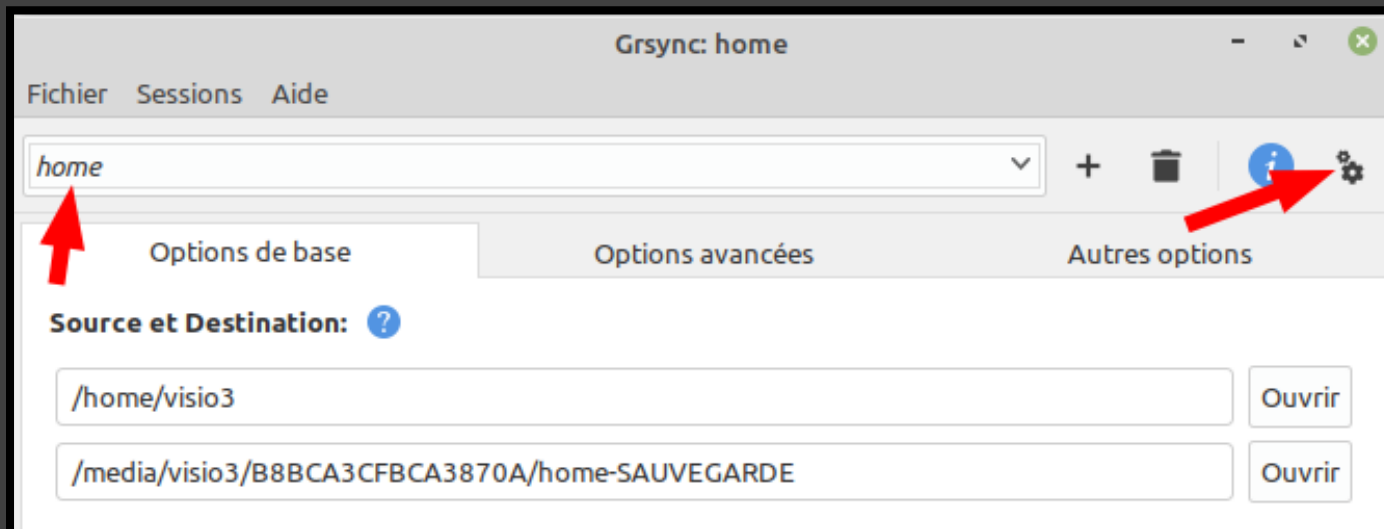 Grsync: home
Fichier Sessions Aide
home
Options de base Options avancées Autres options
Source et Destination: ?
/home/visio3 Ouvrir
/media/visio3/B8BCA3CFBCA3870A/home-SAUVEGARDE Ouvrir